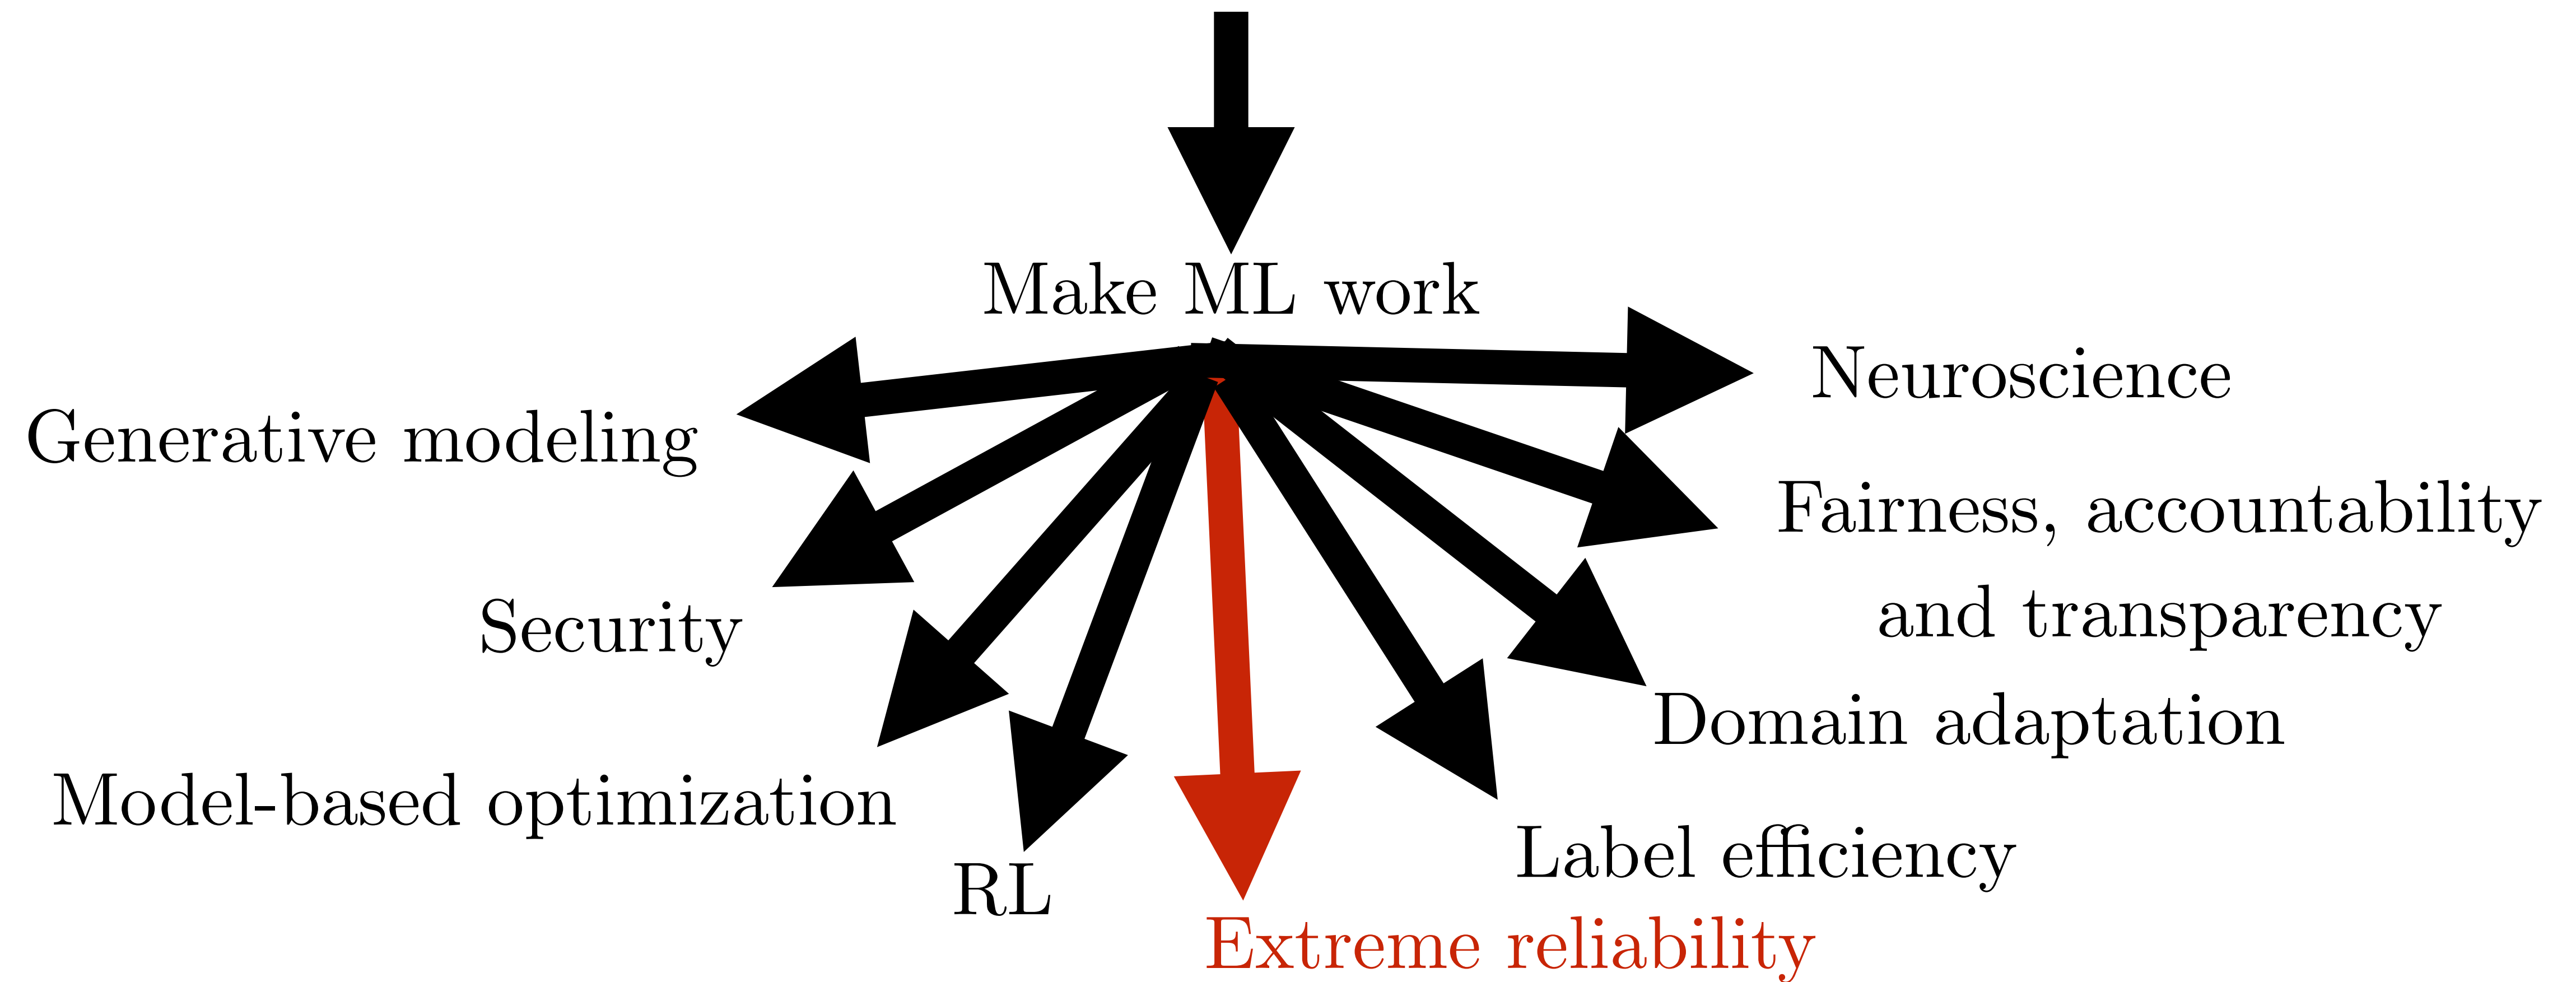 Make ML work
Neuroscience
Generative modeling
Fairness, accountability
and transparency
Security
Domain adaptation
Model-based optimization
Label efficiency
RL
Extreme reliability